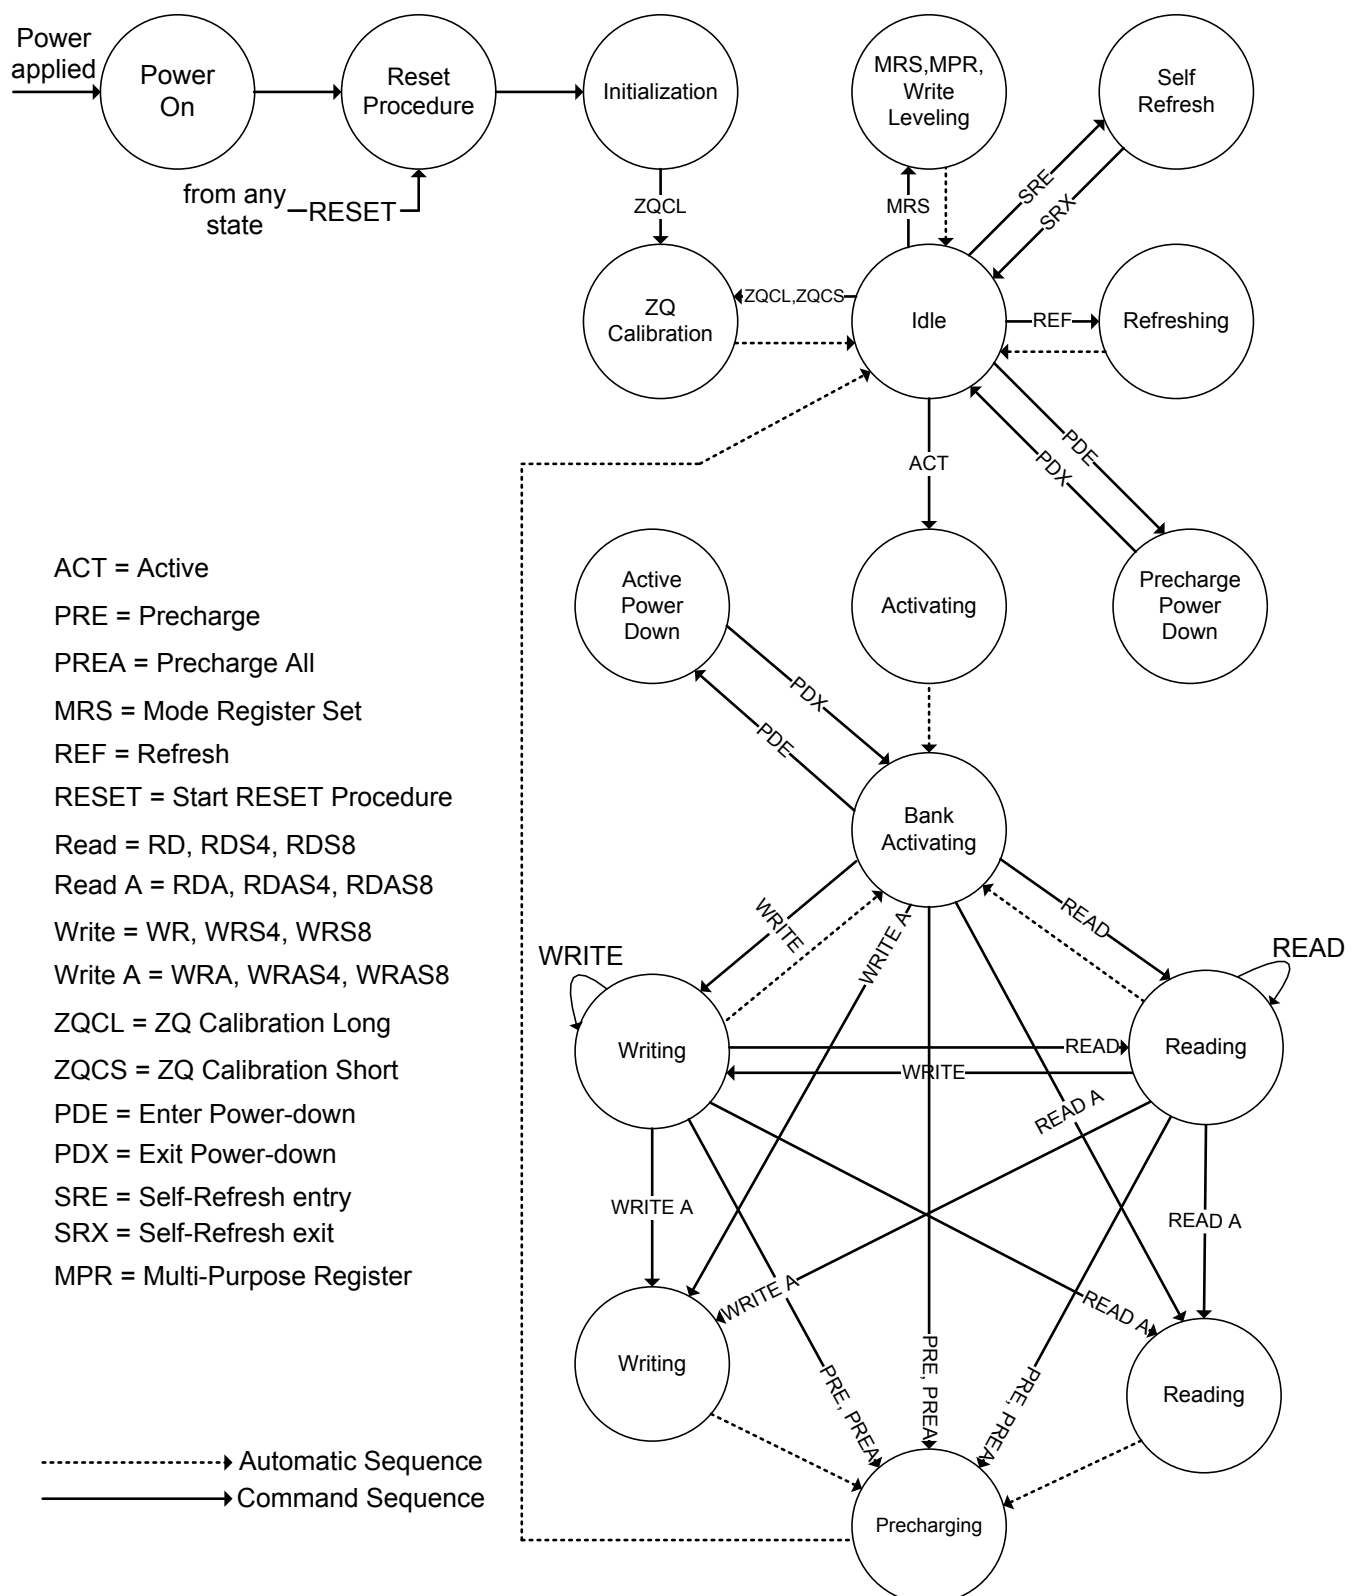 Power
applied
Power
On
Reset
Procedure
Initialization
MRS,MPR,
Write
Leveling
Self
Refresh
from any
state
RESET
ZQCL
MRS
SRE
SRX
ZQ
Calibration
ZQCL,ZQCS
Idle
REF
Refreshing
ACT
PDE
PDX
Active
Power
Down
Activating
Precharge
Power
Down
PDX
PDE
Bank
Activating
ACT = Active
PRE = Precharge
PREA = Precharge All
MRS = Mode Register Set
REF = Refresh
RESET = Start RESET Procedure
Read = RD, RDS4, RDS8
Read A = RDA, RDAS4, RDAS8
Write = WR, WRS4, WRS8
Write A = WRA, WRAS4, WRAS8
ZQCL = ZQ Calibration Long
ZQCS = ZQ Calibration Short
PDE = Enter Power-down
PDX = Exit Power-down
SRE = Self-Refresh entry
SRX = Self-Refresh exit
MPR = Multi-Purpose Register
WRITE
WRITE
WRITE A
READ
READ
Writing
READ
WRITE
Reading
READ A
WRITE A
READ A
WRITE A
READ A
Writing
PRE, PREA
PRE, PREA
PRE, PREA
Reading
Precharging
Automatic Sequence
Command Sequence